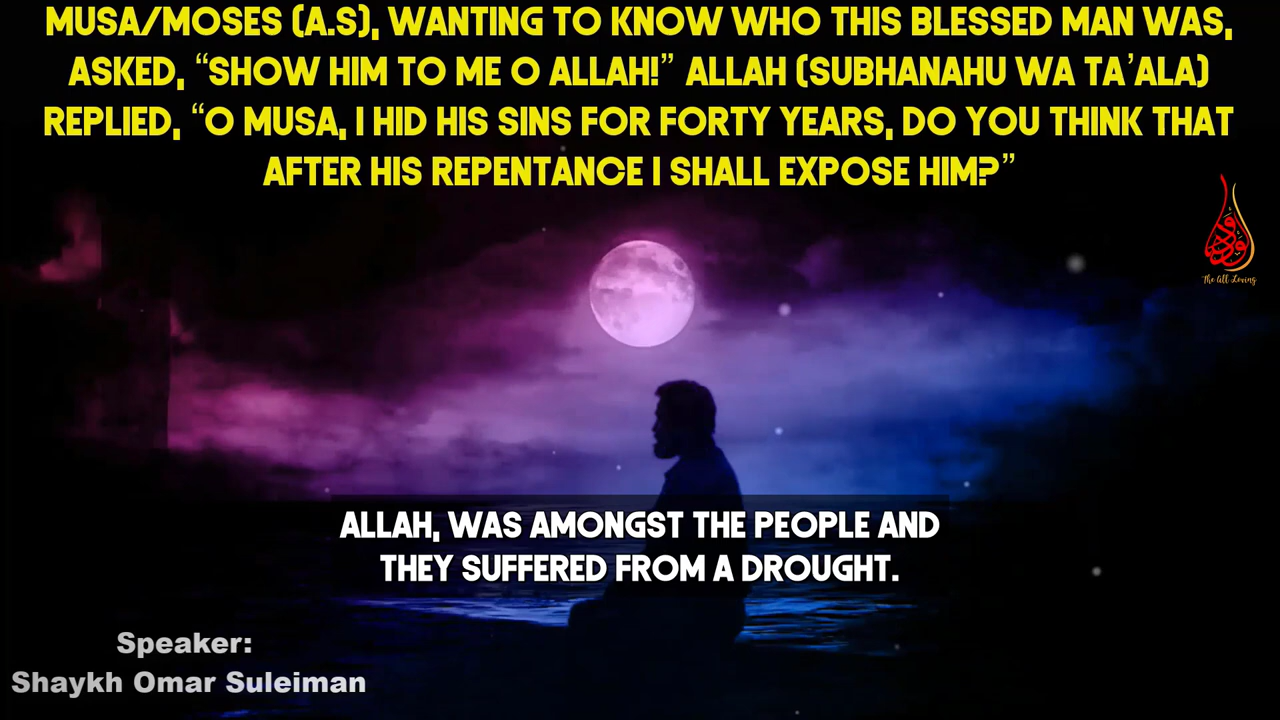 MUSA/MOSES (A.S), WANTING TO KNOW WHO THIS BLESSED MAN WAS,
ASKED, “SHOW HIM TO ME O ALLAH!” ALLAH (SUBHANAHU WA TA’ALA)
REPLIED, “O MUSA, I HID HIS SINS FOR FORTY YEARS, DO YOU THINK THAT
AFTER HIS REPENTANCE I SHALL EXPOSE HIM?”
The All Loving
ALLAH, WAS AMONGST THE PEOPLE AND
THEY SUFFERED FROM A DROUGHT.
Speaker:
Shaykh Omar Suleiman